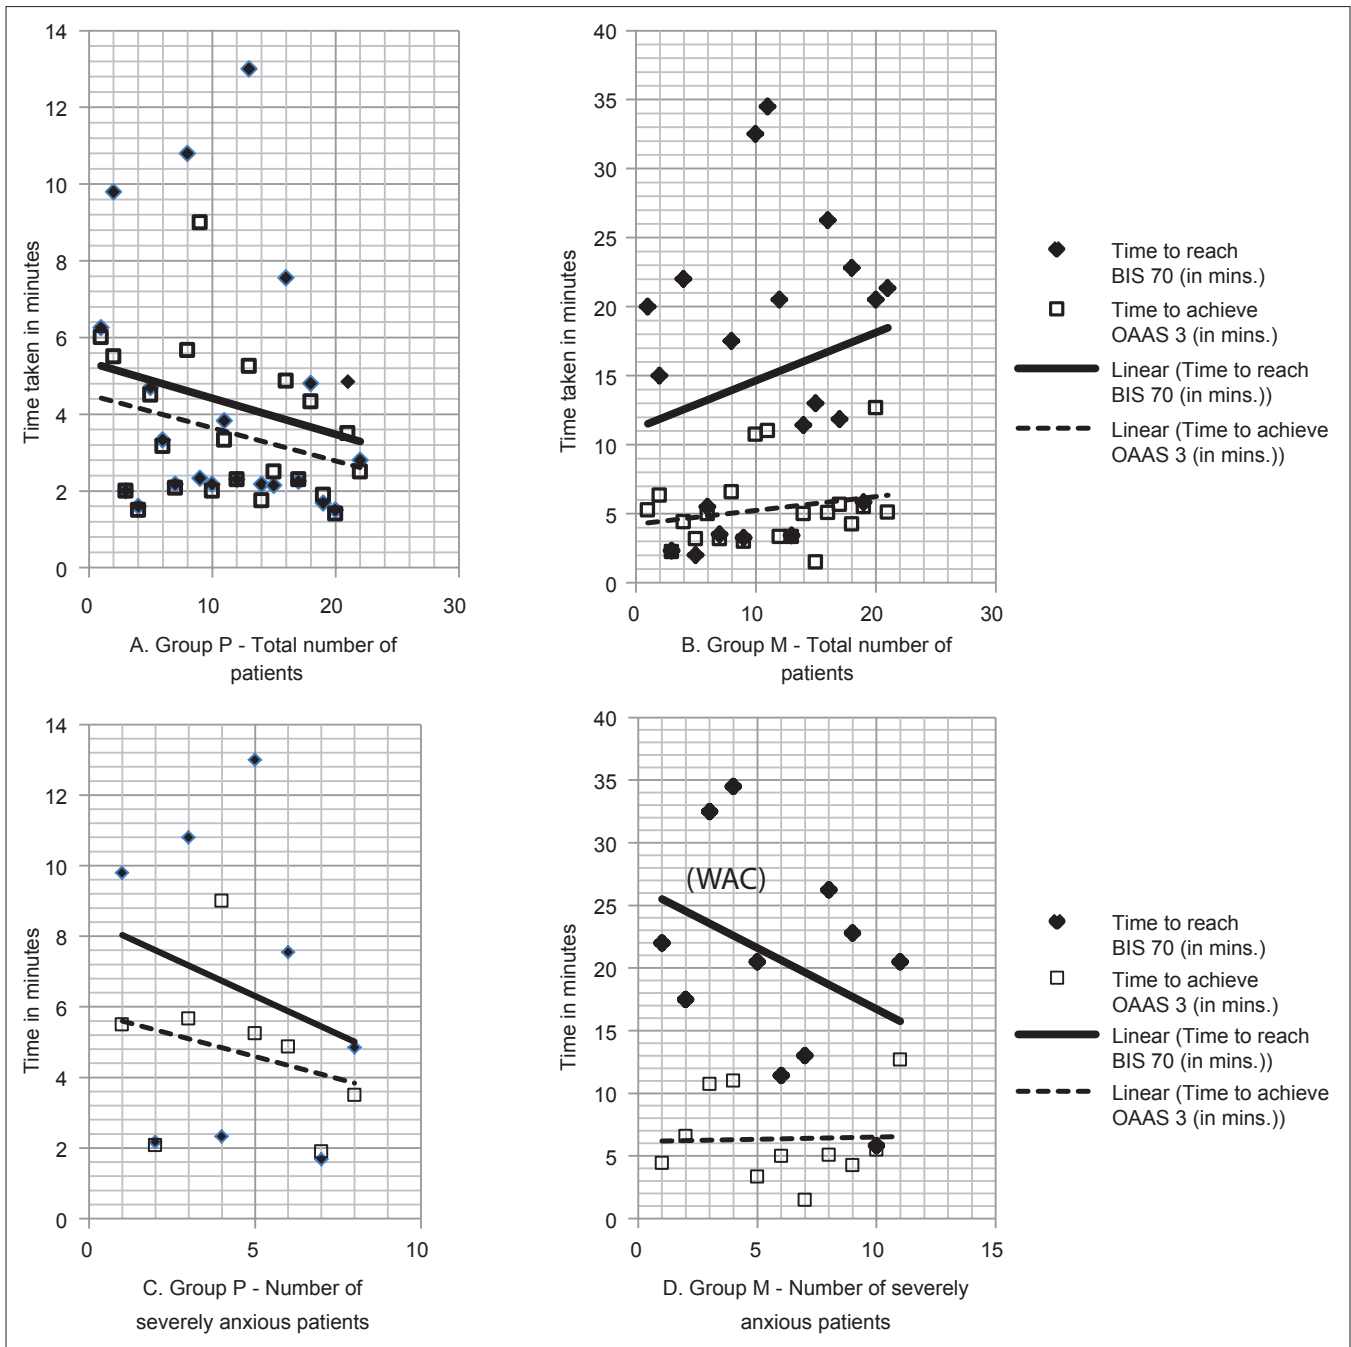 14
12
10
8
6
4
2
0
0 10 20 30
Time taken in minutes
A. Group P - Total number of
patients
40
35
30
25
20
15
10
5
0
0 10 20 30
Time taken in minutes
B. Group M - Total number of
patients
Time to reach
BIS 70 (in mins.)
Time to achieve
OAAS 3 (in mins.)
Linear (Time to reach
BIS 70 (in mins.))
Linear (Time to achieve
OAAS 3 (in mins.))
14
12
10
8
6
4
2
0
0 5 10
Time in minutes
C. Group P - Number of
severely anxious patients
40
35
30
25
20
15
10
5
0
0 5 10 15
Time in minutes
(WAC)
D. Group M - Number of severely
anxious patients
Time to reach
BIS 70 (in mins.)
Time to achieve
OAAS 3 (in mins.)
Linear (Time to reach
BIS 70 (in mins.))
Linear (Time to achieve
OAAS 3 (in mins.))